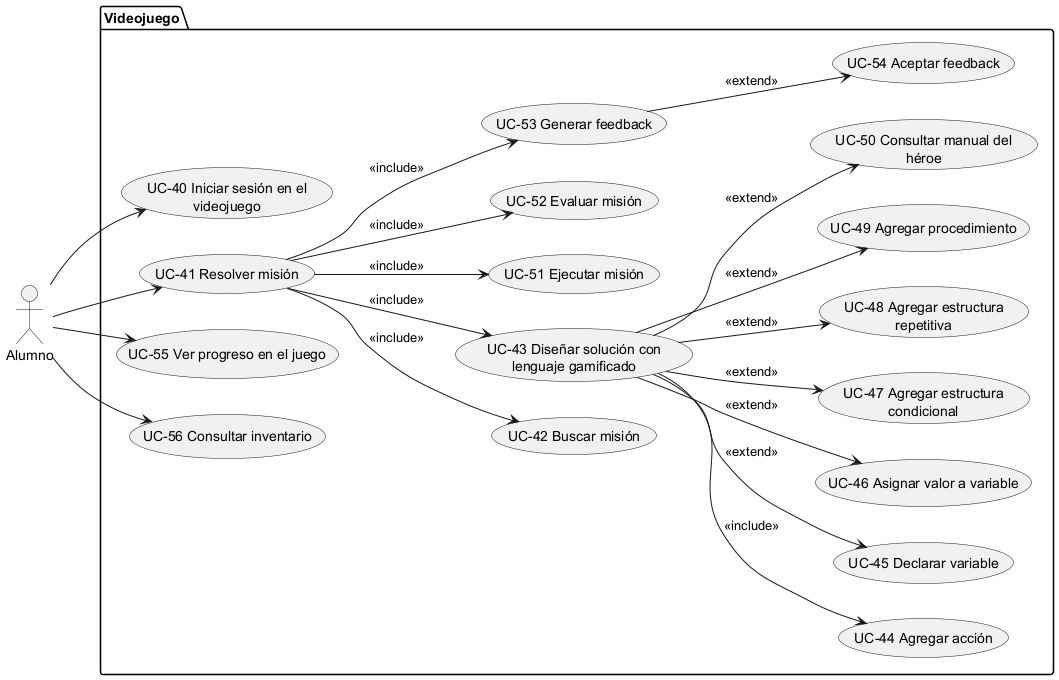 Videojuego
UC-54 Aceptar feedback
«extend»
UC-53 Generar feedback
UC-50 Consultar manual del
héroe
«include»
«extend»
UC-40 Iniciar sesión en el
videojuego
UC-52 Evaluar misión
«include»
UC-49 Agregar procedimiento
«extend»
UC-41 Resolver misión
«include»
UC-51 Ejecutar misión
«include»
UC-48 Agregar estructura
repetitiva
«extend»
Alumno
UC-55 Ver progreso en el juego
«include»
UC-43 Diseñar solución con
lenguaje gamificado
«extend»
UC-47 Agregar estructura
condicional
«extend»
UC-56 Consultar inventario
UC-42 Buscar misión
«extend»
UC-46 Asignar valor a variable
«include»
UC-45 Declarar variable
UC-44 Agregar acción